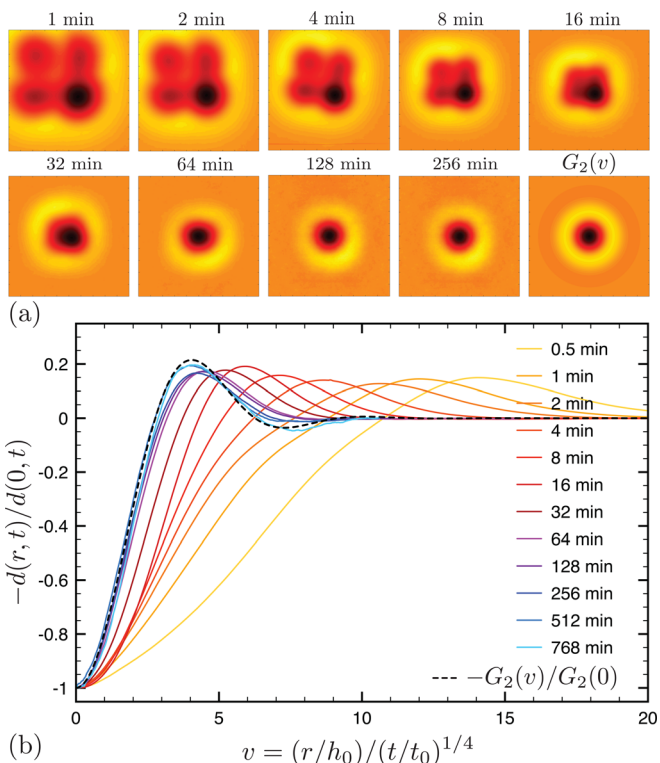 1 min 2 min 4 min 8 min 16 min
32 min 64 min 128 min 256 min G₂(v)
(a)
0.2
0
-0.2
-0.4
-0.6
-0.8
-1
−d(r, t)/d(0, t)
0.5 min
1 min
2 min
4 min
8 min
16 min
32 min
64 min
128 min
256 min
512 min
768 min
−G₂(v)/G₂(0)
0 5 10 15 20
(b) v = (r/h₀)/(t/t₀)^{1/4}